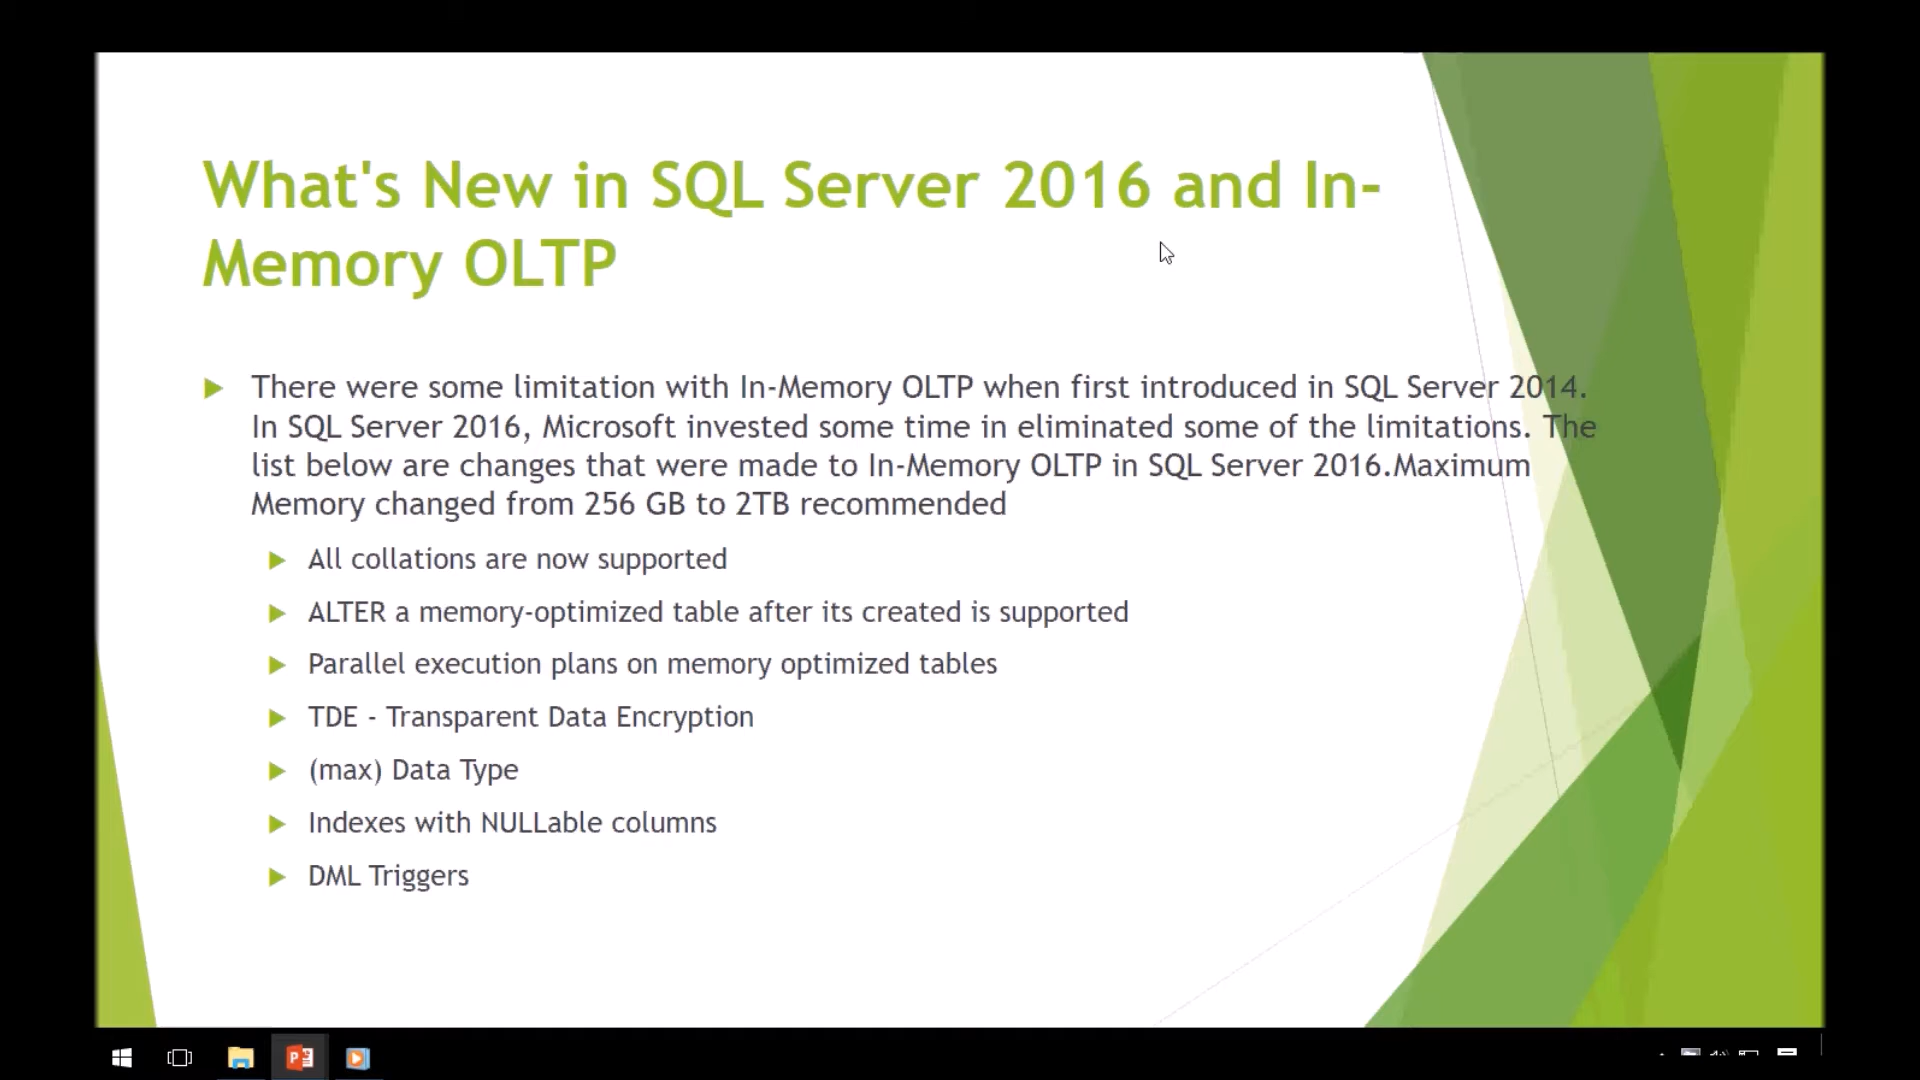 What's New in SQL Server 2016 and In-
Memory OLTP
There were some limitation with In-Memory OLTP when first introduced in SQL Server 2014.
In SQL Server 2016, Microsoft invested some time in eliminated some of the limitations. The
list below are changes that were made to In-Memory OLTP in SQL Server 2016.Maximum
Memory changed from 256 GB to 2TB recommended
All collations are now supported
ALTER a memory-optimized table after its created is supported
Parallel execution plans on memory optimized tables
TDE - Transparent Data Encryption
(max) Data Type
Indexes with NULLable columns
DML Triggers